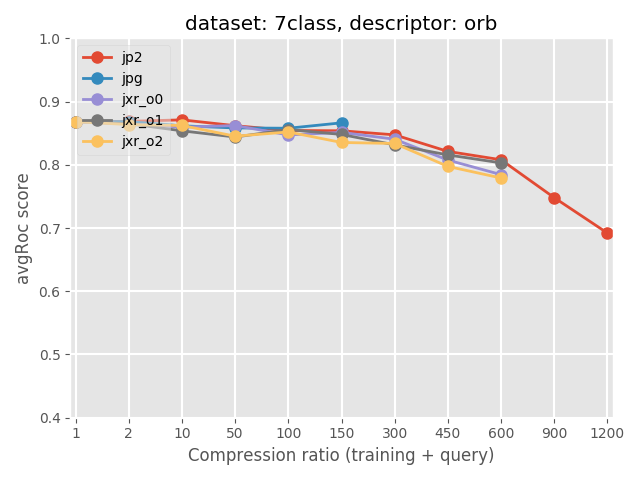 dataset: 7class, descriptor: orb
1.0
0.9
0.8
0.7
0.6
0.5
0.4
avgRoc score
jp2
jpg
jxr_o0
jxr_o1
jxr_o2
1 2 10 50 100 150 300 450 600 900 1200
Compression ratio (training + query)